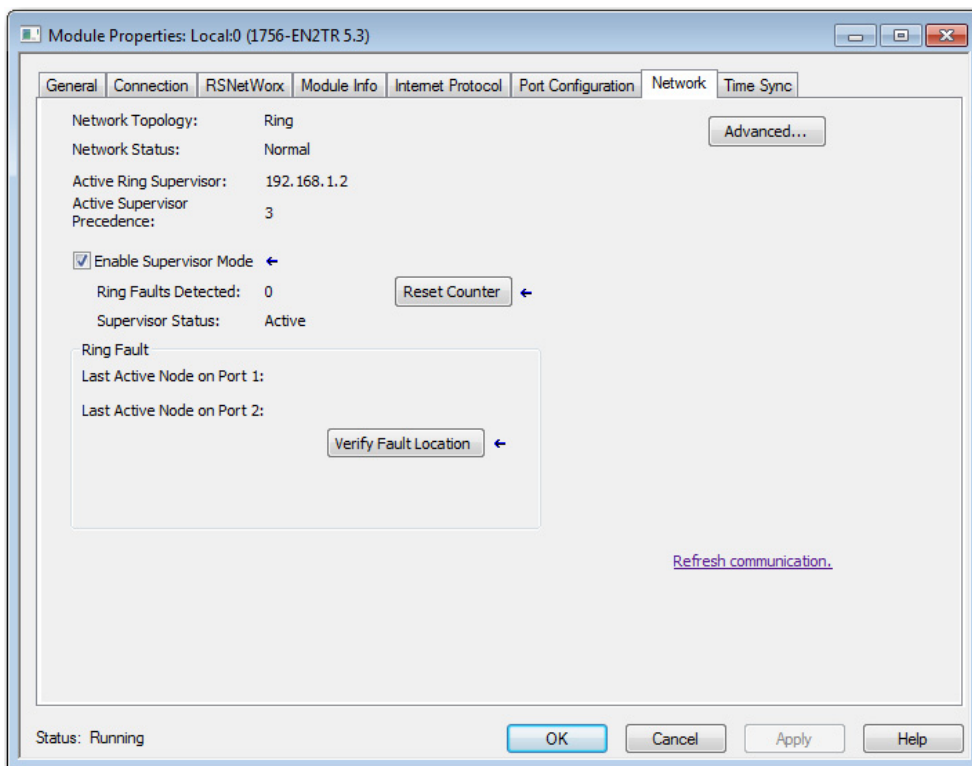 Module Properties: Local:0 (1756-EN2TR 5.3)
General Connection RSNetWorx Module Info Internet Protocol Port Configuration Network Time Sync
Network Topology: Ring
Advanced...
Network Status: Normal
Active Ring Supervisor: 192.168.1.2
Active Supervisor
Precedence: 3
Enable Supervisor Mode
Ring Faults Detected: 0 Reset Counter
Supervisor Status: Active
Ring Fault
Last Active Node on Port 1:
Last Active Node on Port 2:
Verify Fault Location
Refresh communication.
Status: Running OK Cancel Apply Help